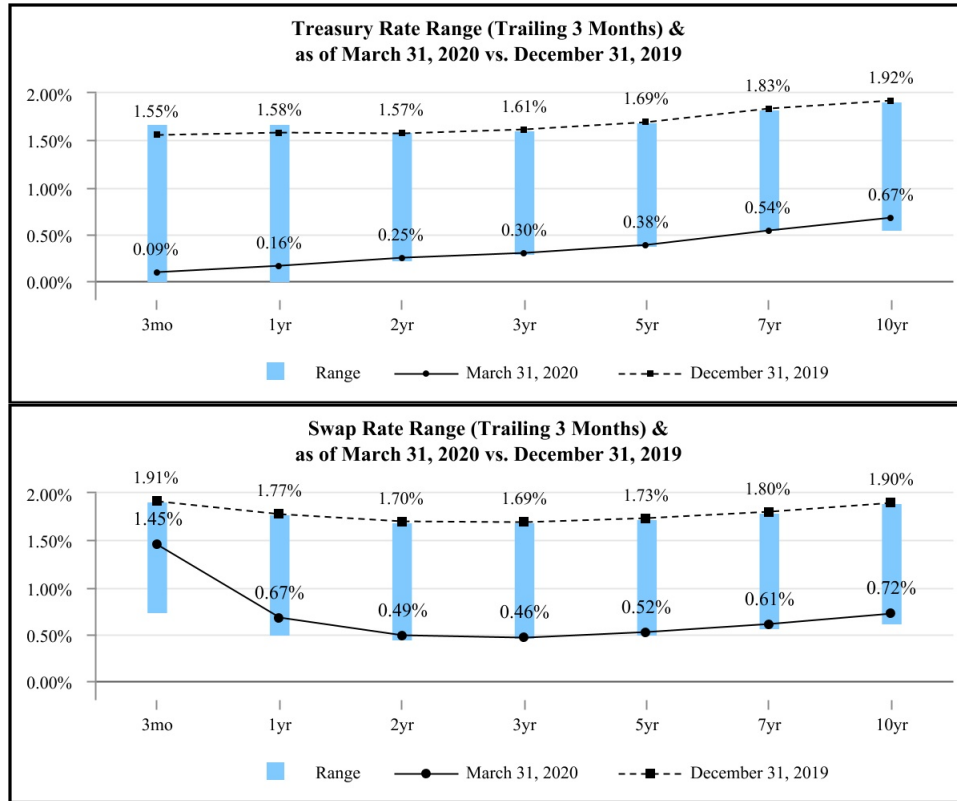 Treasury Rate Range (Trailing 3 Months) &
as of March 31, 2020 vs. December 31, 2019
2.00%
1.50%
1.00%
0.50%
0.00%
1.55%
1.58%
1.57%
1.61%
1.69%
1.83%
1.92%
0.09%
0.16%
0.25%
0.30%
0.38%
0.54%
0.67%
3mo
1yr
2yr
3yr
5yr
7yr
10yr
Range
March 31, 2020
December 31, 2019
Swap Rate Range (Trailing 3 Months) &
as of March 31, 2020 vs. December 31, 2019
2.00%
1.50%
1.00%
0.50%
0.00%
1.91%
1.77%
1.70%
1.69%
1.73%
1.80%
1.90%
1.45%
0.67%
0.49%
0.46%
0.52%
0.61%
0.72%
3mo
1yr
2yr
3yr
5yr
7yr
10yr
Range
March 31, 2020
December 31, 2019